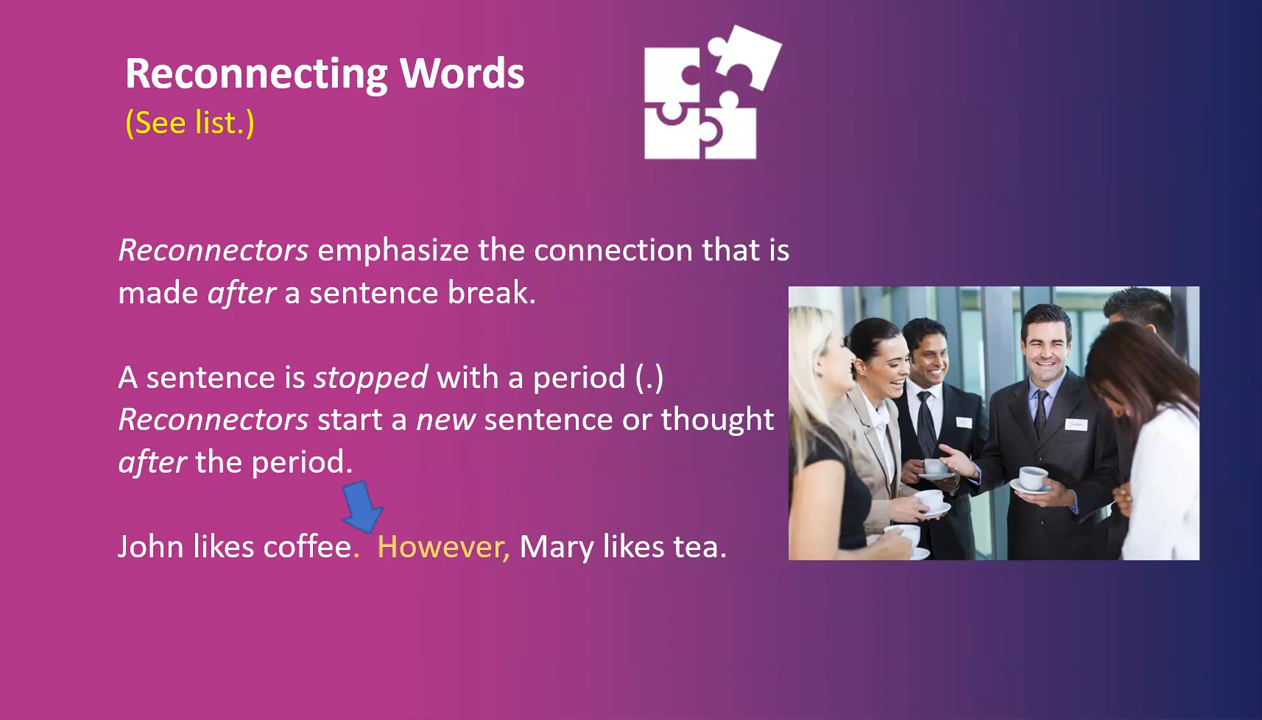 Reconnecting Words
(See list.)
Reconnectors emphasize the connection that is
made after a sentence break.
A sentence is stopped with a period (.)
Reconnectors start a new sentence or thought
after the period.
John likes coffee. However, Mary likes tea.